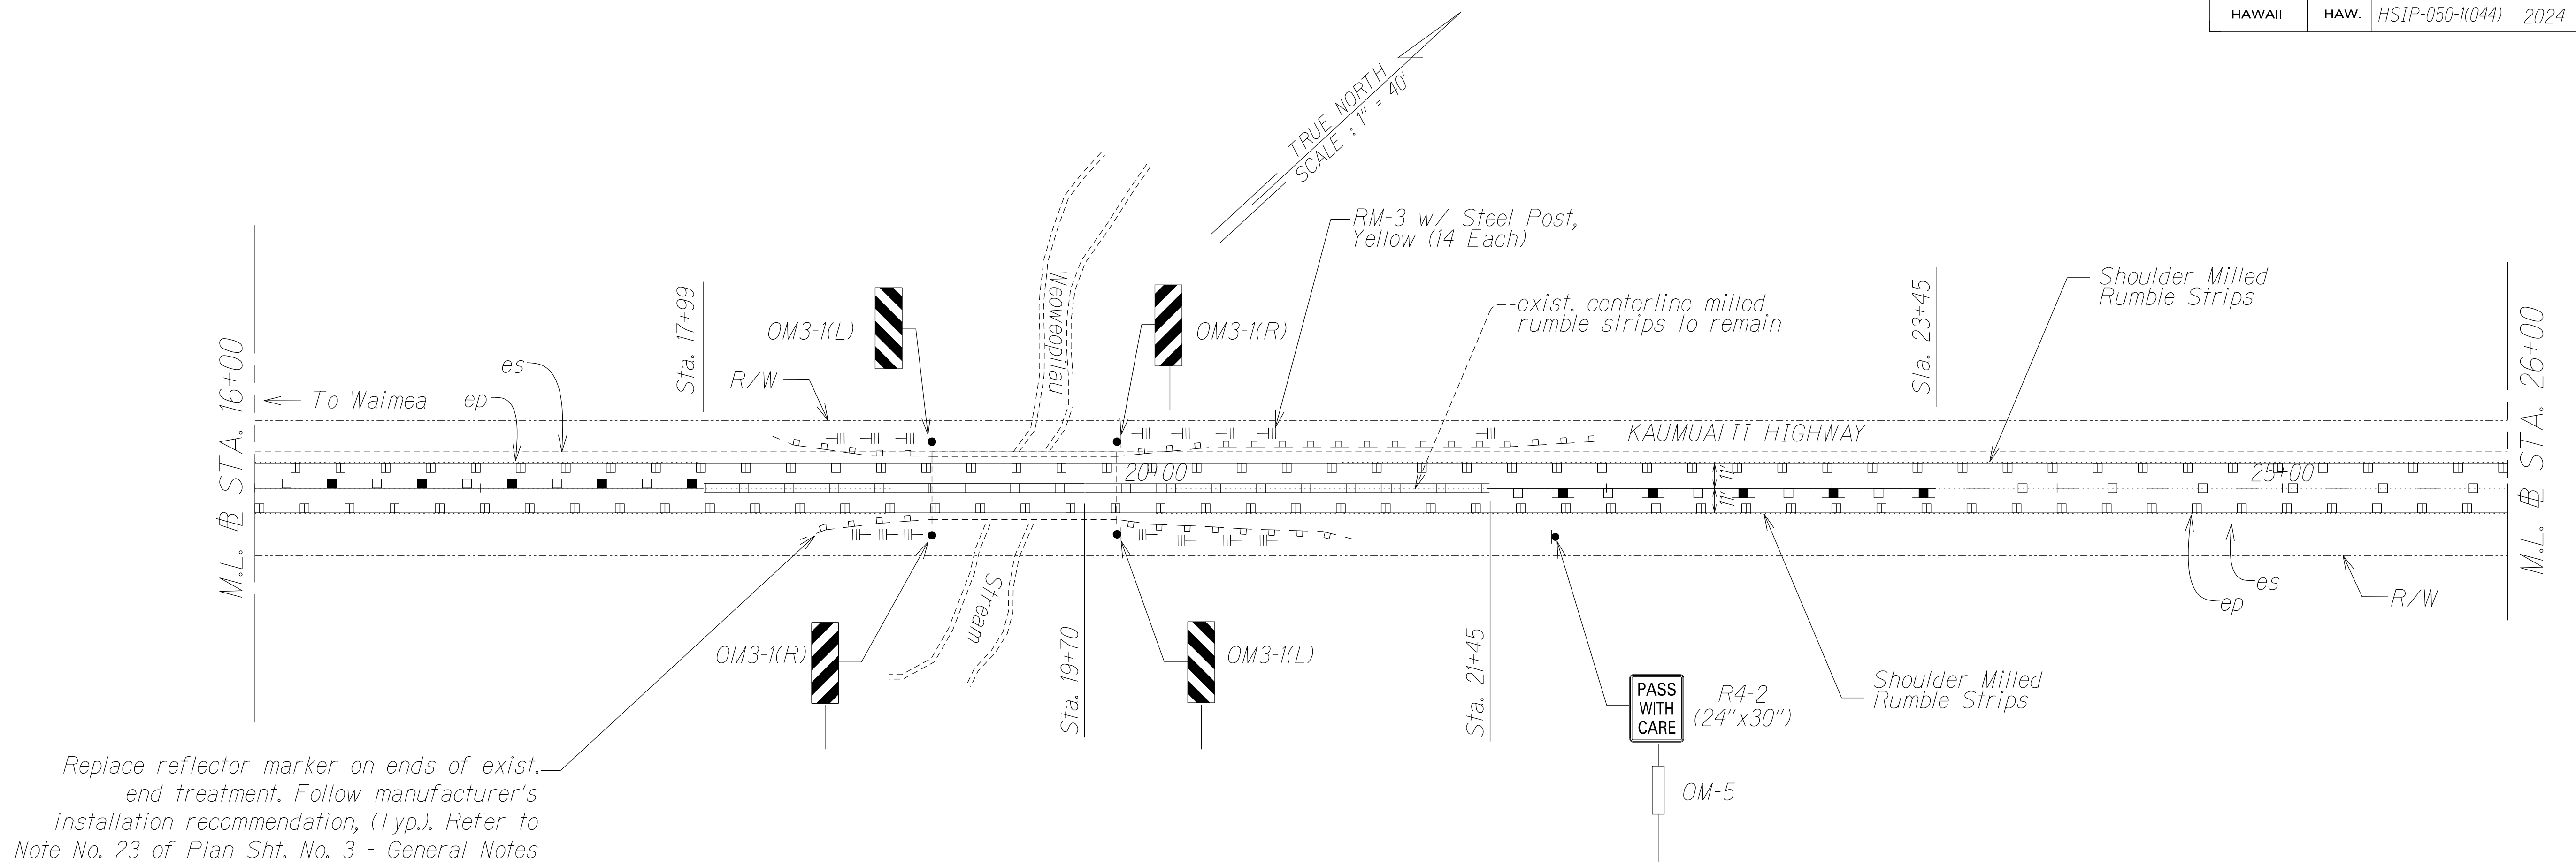 HAWAII HAW. HSIP-050-1(044) 2024
TRUE NORTH
SCALE : 1" = 40'
RM-3 w/ Steel Post,
Yellow (14 Each)
Shoulder Milled
Rumble Strips
exist. centerline milled
rumble strips to remain
Sta. 17+99
OM3-1(L)
Weoweopilau
OM3-1(R)
Sta. 23+45
M.L. B STA. 16+00
M.L. B STA. 26+00
es
R/W
To Waimea
ep
KAUMUALII HIGHWAY
20+00
11'
11'
25+00
OM3-1(R)
Stream
Sta. 19+70
OM3-1(L)
Sta. 21+45
PASS
WITH
CARE
R4-2
(24"x30")
OM-5
Shoulder Milled
Rumble Strips
ep
es
R/W
Replace reflector marker on ends of exist.
end treatment. Follow manufacturer's
installation recommendation, (Typ.). Refer to
Note No. 23 of Plan Sht. No. 3 - General Notes